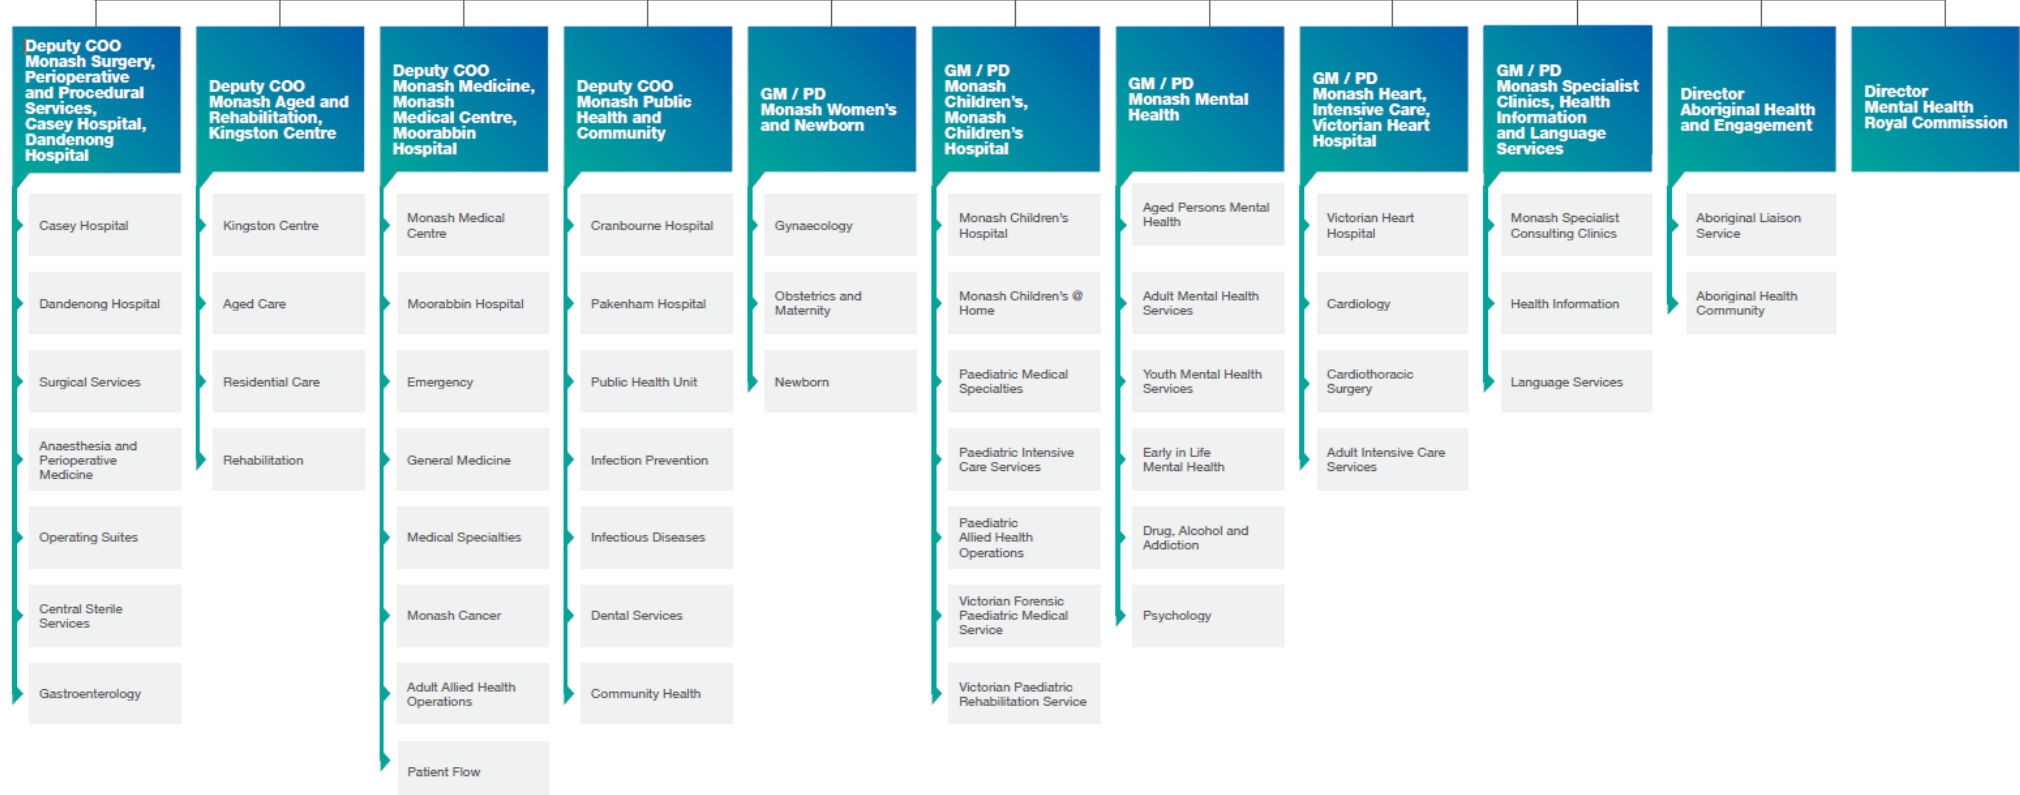 Deputy COO
Monash Surgery,
Perioperative
and Procedural
Services,
Casey Hospital,
Dandenong
Hospital
Casey Hospital
Dandenong Hospital
Surgical Services
Anaesthesia and
Perioperative
Medicine
Operating Suites
Central Sterile
Services
Gastroenterology
Deputy COO
Monash Aged and
Rehabilitation,
Kingston Centre
Kingston Centre
Aged Care
Residential Care
Rehabilitation
Deputy COO
Monash Medicine,
Monash
Medical Centre,
Moorabbin
Hospital
Monash Medical
Centre
Moorabbin Hospital
Emergency
General Medicine
Medical Specialties
Monash Cancer
Adult Allied Health
Operations
Patient Flow
Deputy COO
Monash Public
Health and
Community
Cranbourne Hospital
Pakenham Hospital
Public Health Unit
Infection Prevention
Infectious Diseases
Dental Services
Community Health
GM / PD
Monash Women's
and Newborn
Gynaecology
Obstetrics and
Maternity
Newborn
GM / PD
Monash
Children's,
Monash
Children's
Hospital
Monash Children's
Hospital
Monash Children's @
Home
Paediatric Medical
Specialties
Paediatric Intensive
Care Services
Paediatric
Allied Health
Operations
Victorian Forensic
Paediatric Medical
Service
Victorian Paediatric
Rehabilitation Service
GM / PD
Monash Mental
Health
Aged Persons Mental
Health
Adult Mental Health
Services
Youth Mental Health
Services
Early in Life
Mental Health
Drug, Alcohol and
Addiction
Psychology
GM / PD
Monash Heart,
Intensive Care,
Victorian Heart
Hospital
Victorian Heart
Hospital
Cardiology
Cardiothoracic
Surgery
Adult Intensive Care
Services
GM / PD
Monash Specialist
Clinics, Health
Information
and Language
Services
Monash Specialist
Consulting Clinics
Health Information
Language Services
Director
Aboriginal Health
and Engagement
Aboriginal Liaison
Service
Aboriginal Health
Community
Director
Mental Health
Royal Commission